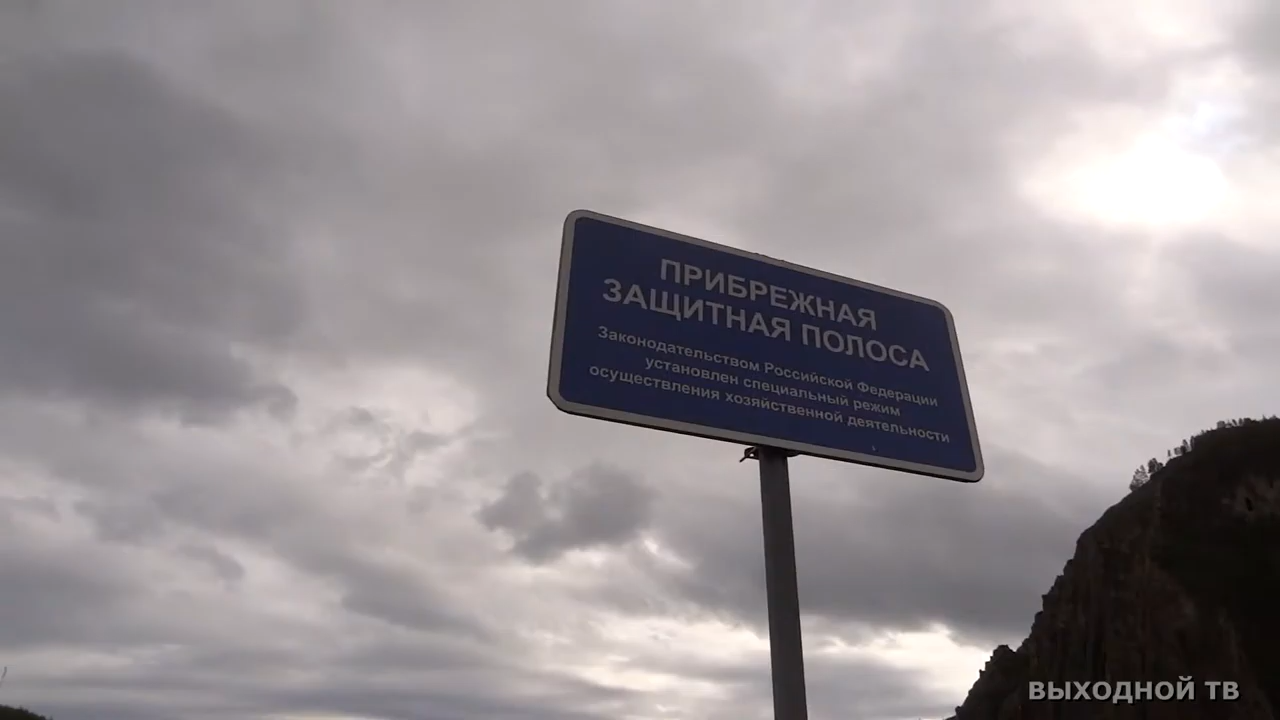 ПРИБРЕЖНАЯ
ЗАЩИТНАЯ ПОЛОСА
Законодательством Российской Федерации
установлен специальный режим
осуществления хозяйственной деятельности
ВЫХОДНОЙ ТВ